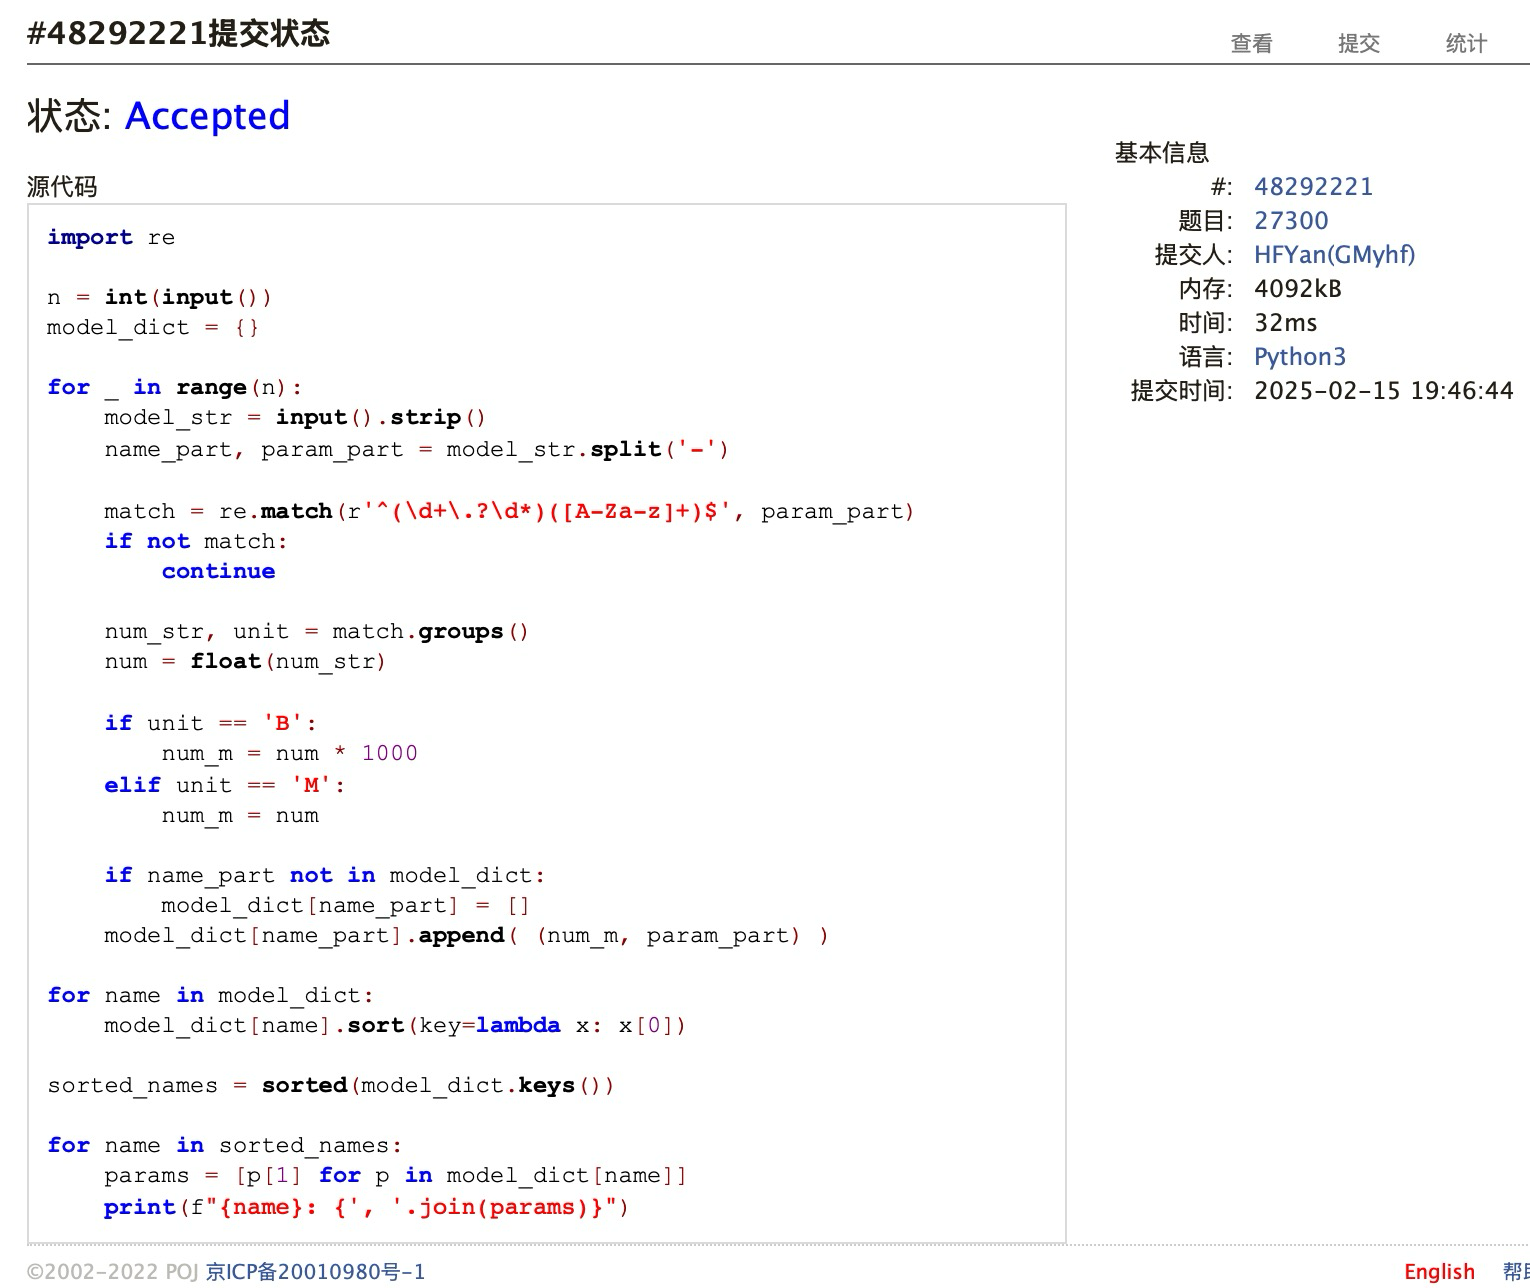 #48292221提交状态
查看 提交 统计
状态: Accepted
源代码
import re

n = int(input())
model_dict = {}

for _ in range(n):
    model_str = input().strip()
    name_part, param_part = model_str.split('-')

    match = re.match(r'^(\d+\.?\d*)([A-Za-z]+)$', param_part)
    if not match:
        continue

    num_str, unit = match.groups()
    num = float(num_str)

    if unit == 'B':
        num_m = num * 1000
    elif unit == 'M':
        num_m = num

    if name_part not in model_dict:
        model_dict[name_part] = []
    model_dict[name_part].append( (num_m, param_part) )

for name in model_dict:
    model_dict[name].sort(key=lambda x: x[0])

sorted_names = sorted(model_dict.keys())

for name in sorted_names:
    params = [p[1] for p in model_dict[name]]
    print(f"{name}: {', '.join(params)}")
基本信息
#: 48292221
题目: 27300
提交人: HFYan(GMyhf)
内存: 4092kB
时间: 32ms
语言: Python3
提交时间: 2025-02-15 19:46:44
©2002-2022 POJ 京ICP备20010980号-1
English 帮